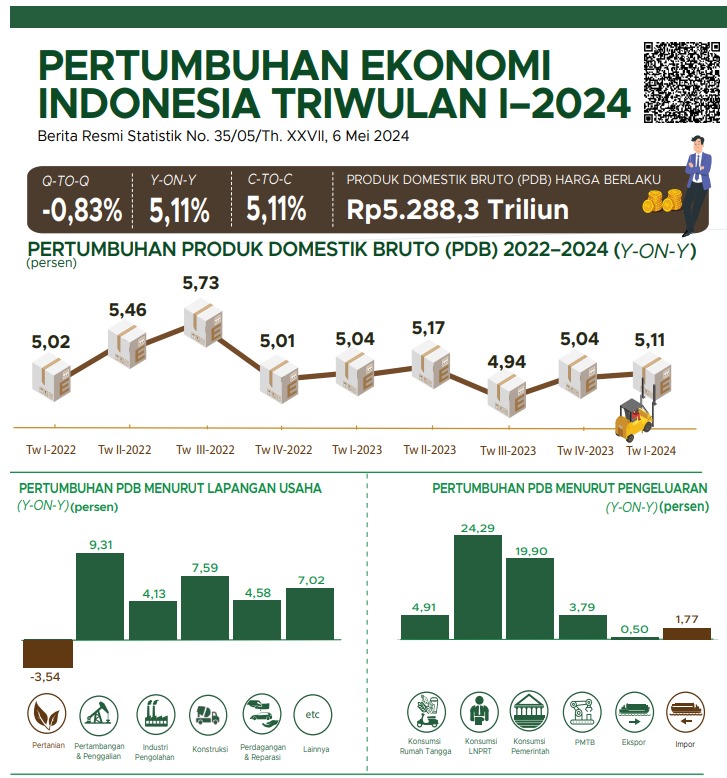 PERTUMBUHAN EKONOMI
INDONESIA TRIWULAN I–2024
Berita Resmi Statistik No. 35/05/Th. XXVII, 6 Mei 2024
Q-TO-Q
-0,83%
Y-ON-Y
5,11%
C-TO-C
5,11%
PRODUK DOMESTIK BRUTO (PDB) HARGA BERLAKU
Rp5.288,3 Triliun
PERTUMBUHAN PRODUK DOMESTIK BRUTO (PDB) 2022–2024 (Y-ON-Y)
(persen)
5,02
5,46
5,73
5,01
5,04
5,17
4,94
5,04
5,11
E
E
E
E
E
E
E
E
E
Tw I-2022
Tw II-2022
Tw III-2022
Tw IV-2022
Tw I-2023
Tw II-2023
Tw III-2023
Tw IV-2023
Tw I-2024
PERTUMBUHAN PDB MENURUT LAPANGAN USAHA
(Y-ON-Y) (persen)
-3,54
9,31
4,13
7,59
4,58
7,02
etc
Pertanian
Pertambangan
& Penggalian
Industri
Pengolahan
Konstruksi
Perdagangan
& Reparasi
Lainnya
PERTUMBUHAN PDB MENURUT PENGELUARAN
(Y-ON-Y) (persen)
4,91
24,29
19,90
3,79
0,50
1,77
Konsumsi
Rumah Tangga
Konsumsi
LNPRT
Konsumsi
Pemerintah
PMTB
Ekspor
Impor